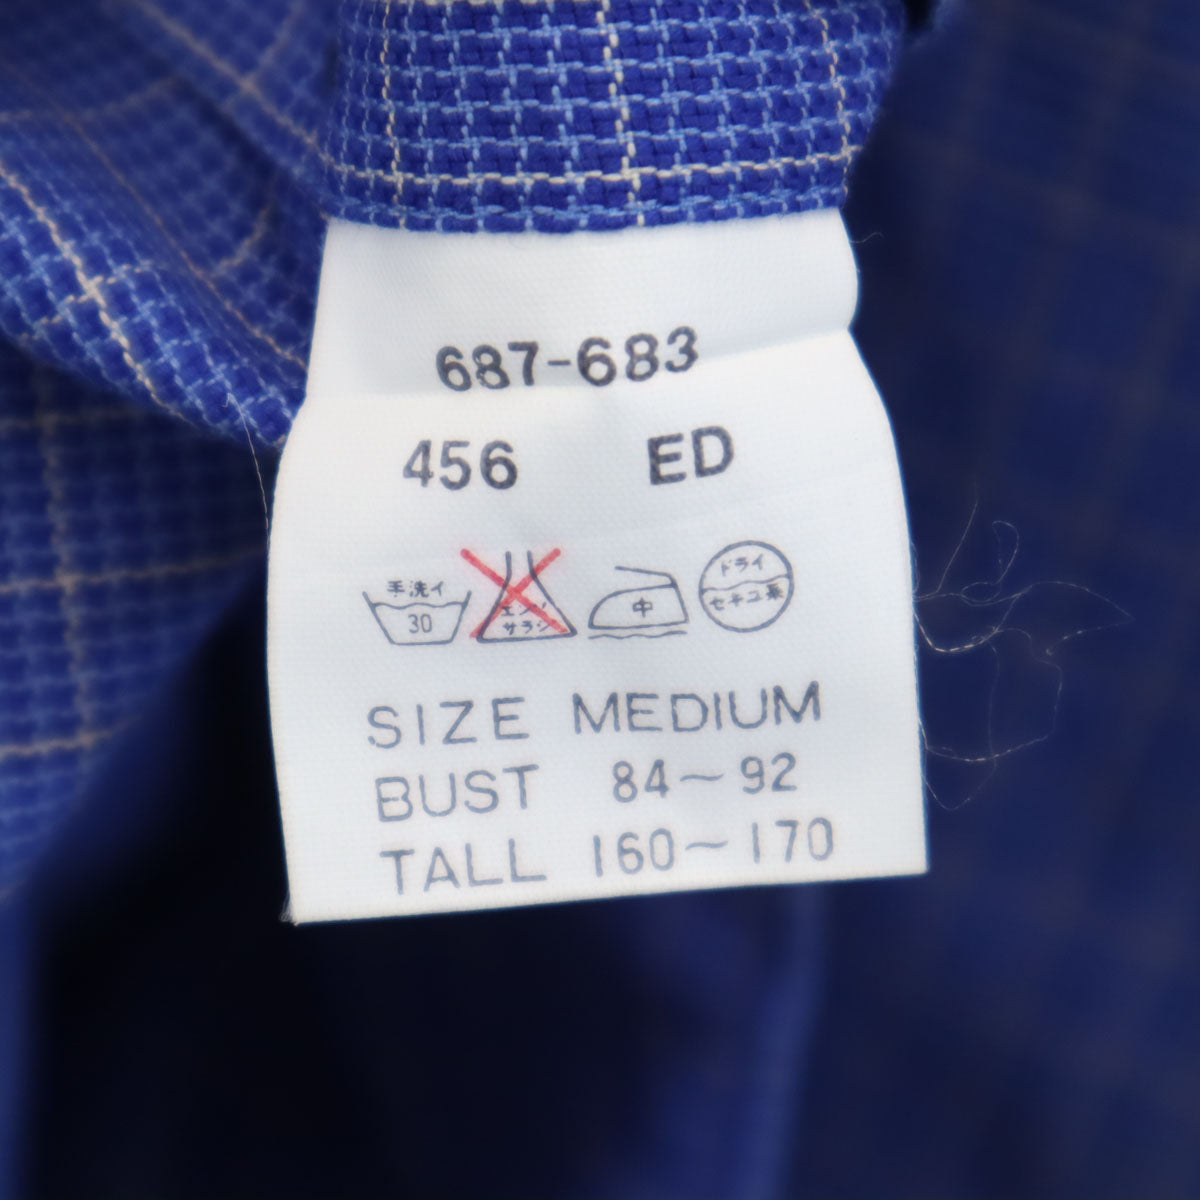 687-683
456 ED
手洗イ 30 エンソ サラシ 中 ドライ セキユ系
SIZE MEDIUM
BUST 84~92
TALL 160~170